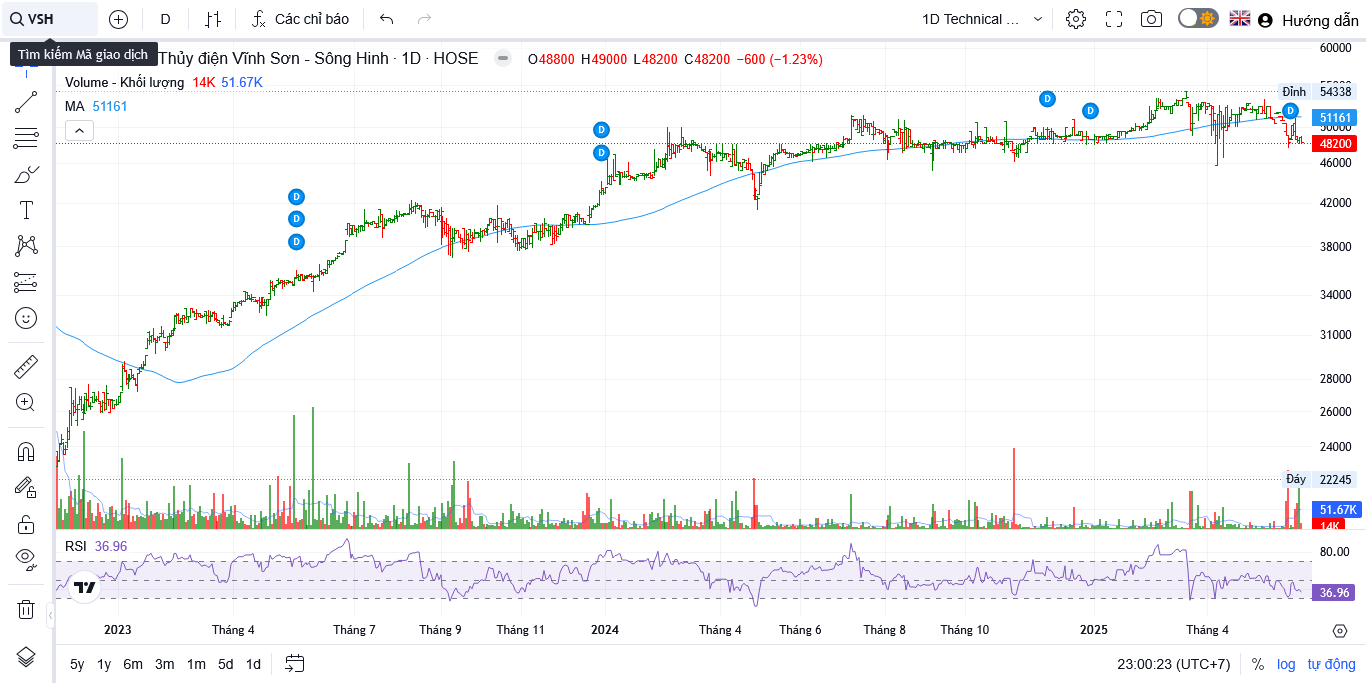 VSH D Các chỉ báo 1D Technical ... Hướng dẫn
Tìm kiếm Mã giao dịch
Thủy điện Vĩnh Sơn - Sông Hinh · 1D · HOSE O48800 H49000 L48200 C48200 −600 (−1.23%)
Volume - Khối lượng 14K 51.67K
MA 51161
60000
Đỉnh 54338
51161
50000
48200
46000
42000
38000
34000
31000
28000
26000
24000
Đáy 22245
51.67K
14K
D
D
D
D
D
D
D
D
RSI 36.96
80.00
36.96
2023 Tháng 4 Tháng 7 Tháng 9 Tháng 11 2024 Tháng 4 Tháng 6 Tháng 8 Tháng 10 2025 Tháng 4
5y 1y 6m 3m 1m 5d 1d 23:00:23 (UTC+7) % log tự động